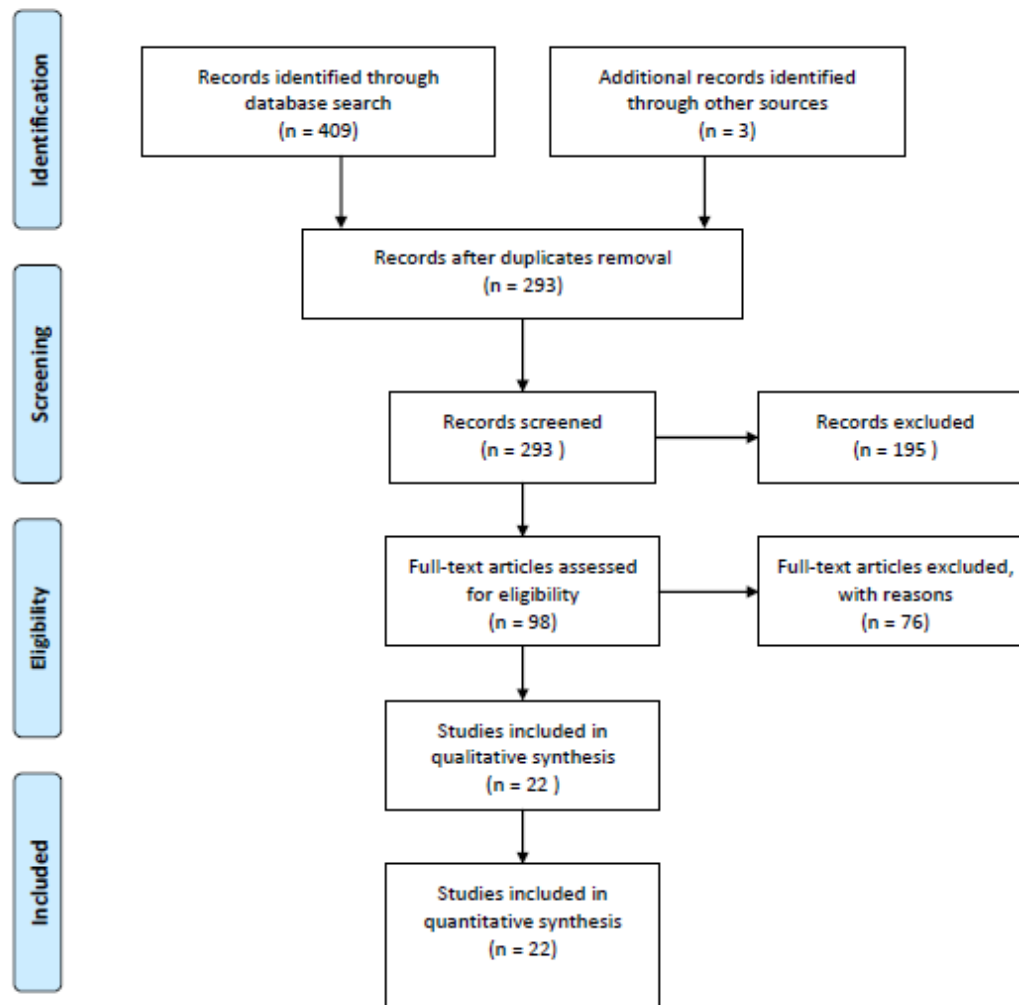 Identification
Records identified through
database search
(n = 409)
Additional records identified
through other sources
(n = 3)
Records after duplicates removal
(n = 293)
Screening
Records screened
(n = 293 )
Records excluded
(n = 195 )
Eligibility
Full-text articles assessed
for eligibility
(n = 98)
Full-text articles excluded,
with reasons
(n = 76)
Studies included in
qualitative synthesis
(n = 22 )
Included
Studies included in
quantitative synthesis
(n = 22)